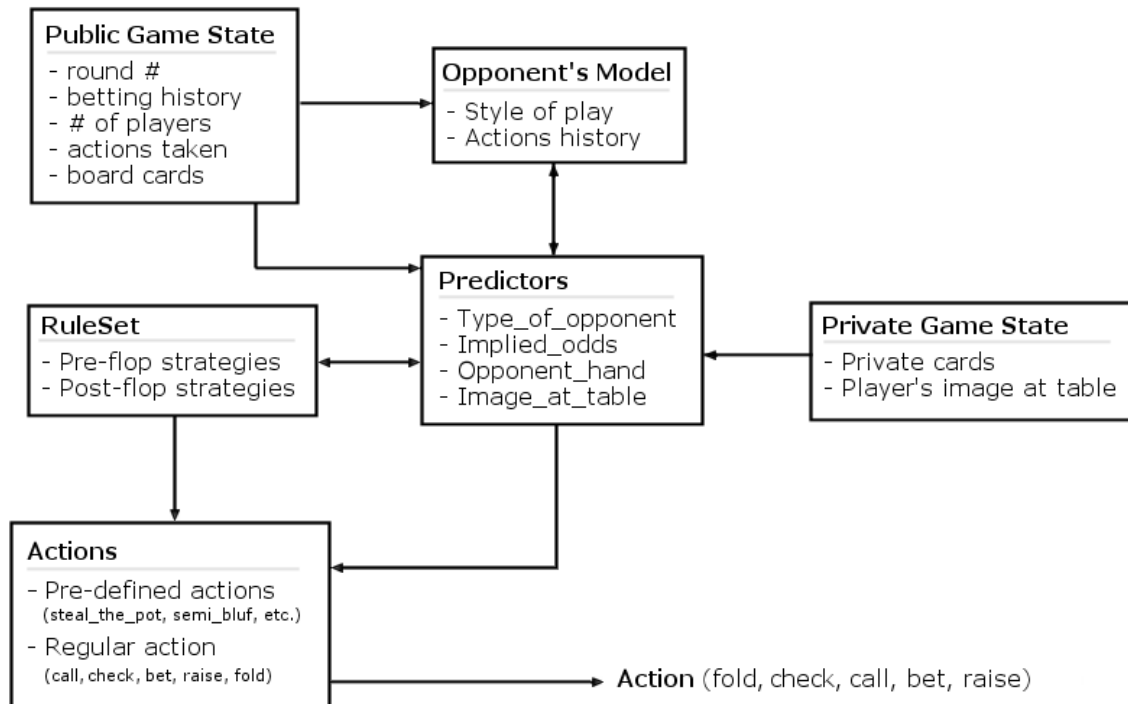 Public Game State
- round #
- betting history
- # of players
- actions taken
- board cards
Opponent's Model
- Style of play
- Actions history
Predictors
- Type_of_opponent
- Implied_odds
- Opponent_hand
- Image_at_table
RuleSet
- Pre-flop strategies
- Post-flop strategies
Private Game State
- Private cards
- Player's image at table
Actions
- Pre-defined actions
(steal_the_pot, semi_bluf, etc.)
- Regular action
(call, check, bet, raise, fold)
Action (fold, check, call, bet, raise)